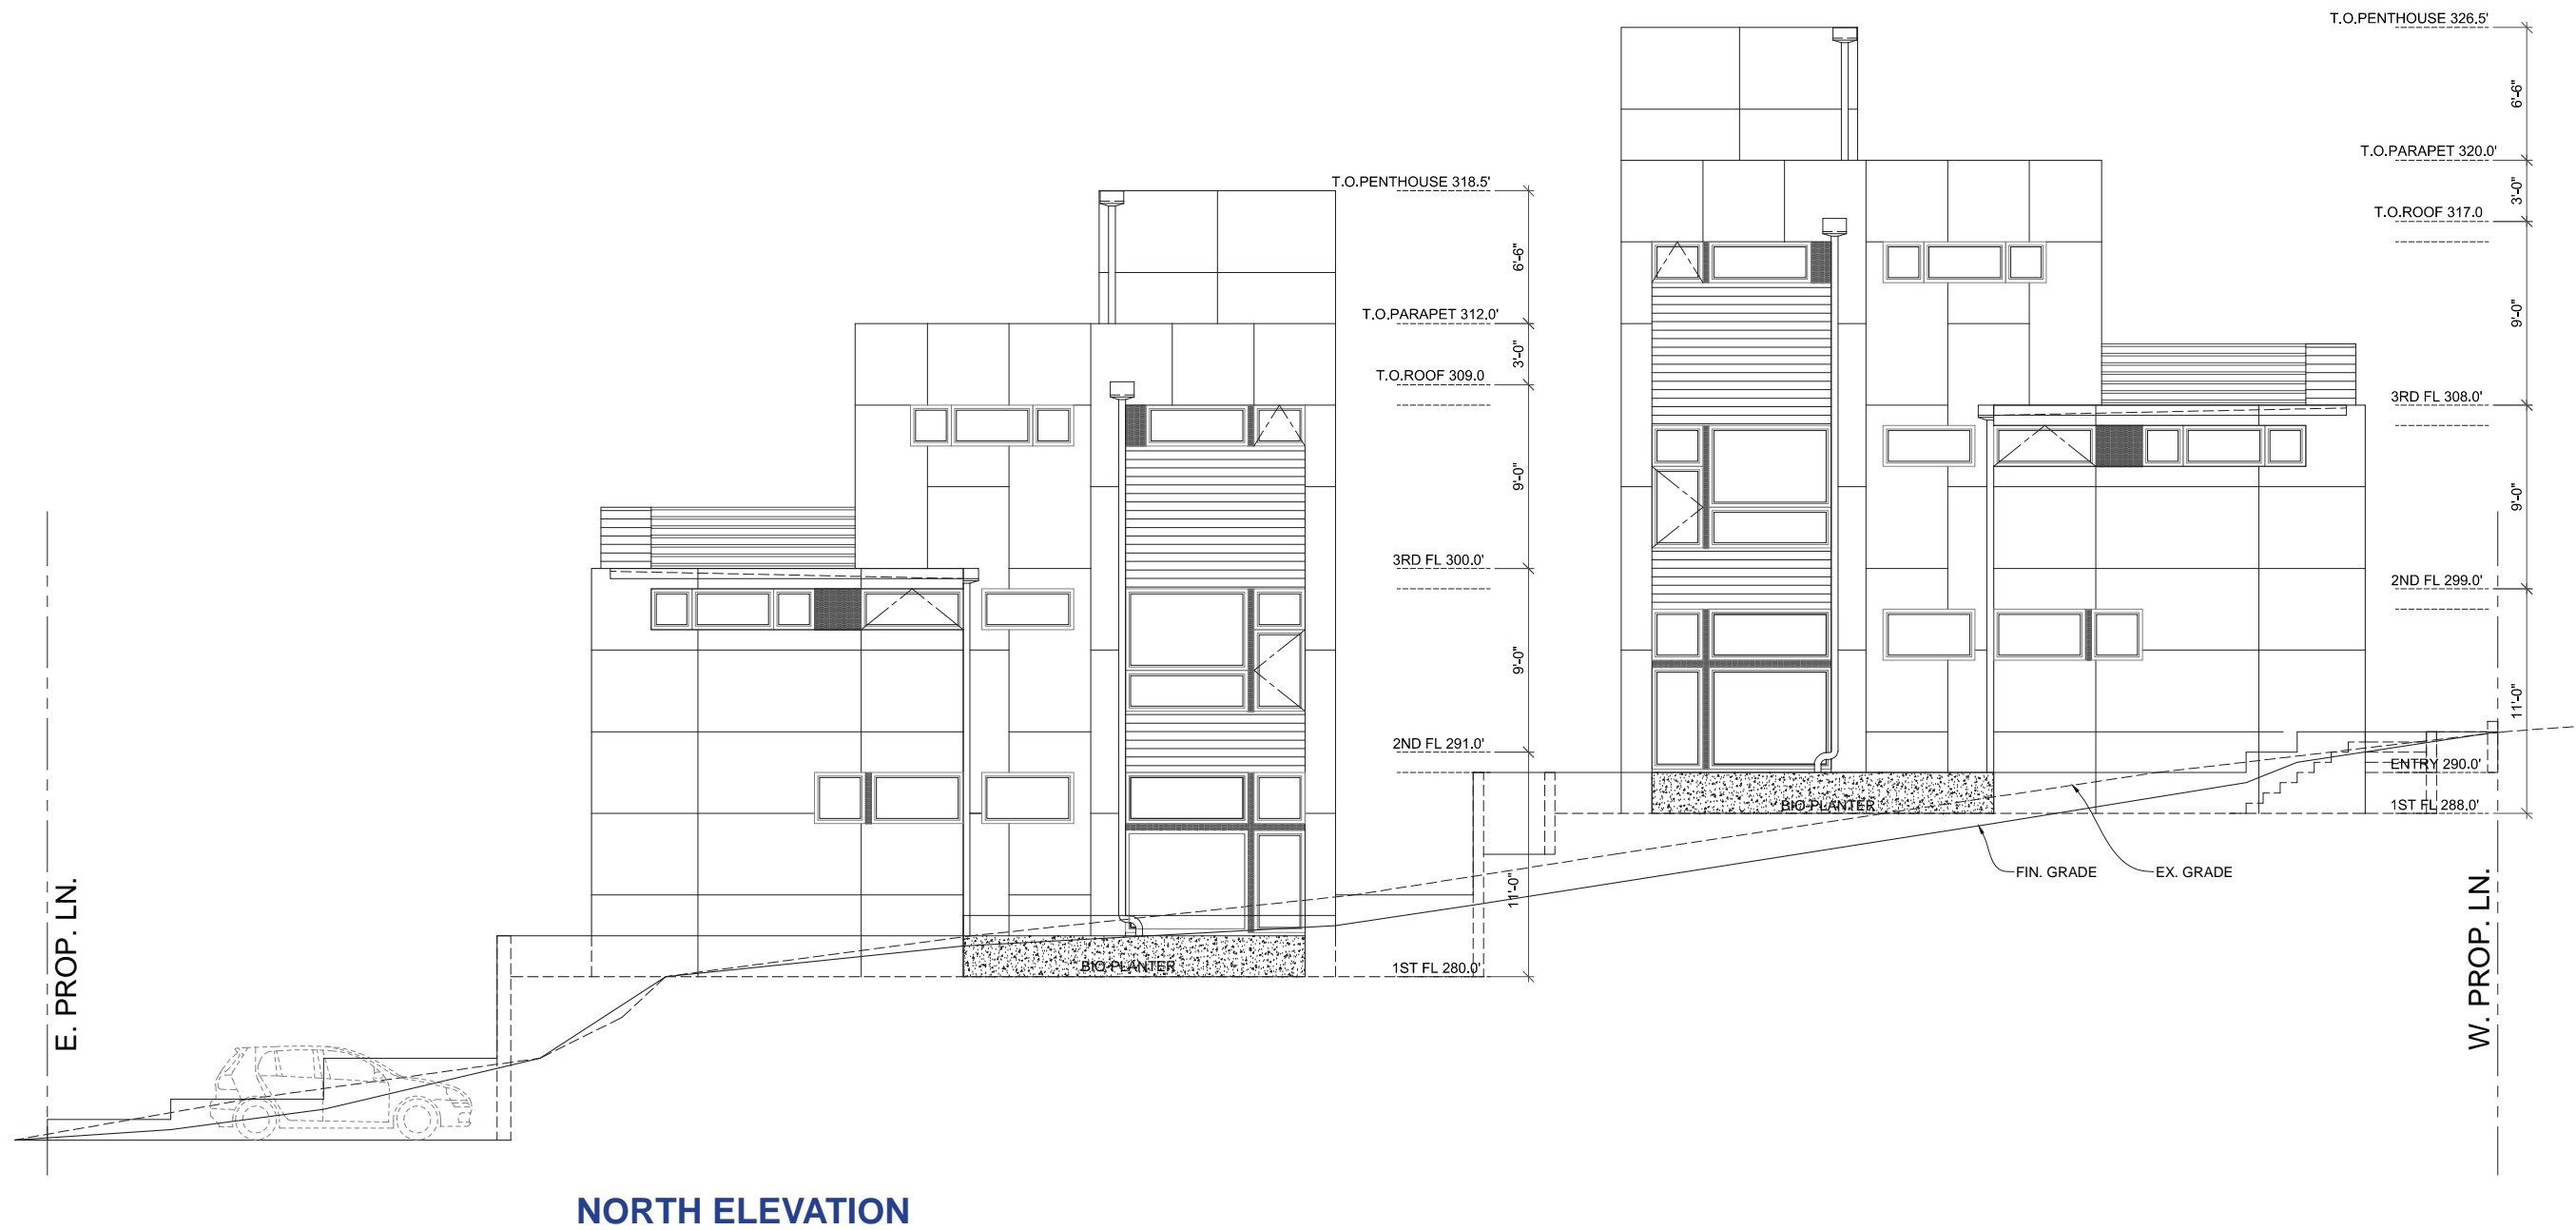 T.O.PENTHOUSE 326.5'
6'-6"
T.O.PARAPET 320.0'
3'-0"
T.O.ROOF 317.0
9'-0"
3RD FL 308.0'
9'-0"
2ND FL 299.0'
11'-0"
ENTRY 290.0'
1ST FL 288.0'
T.O.PENTHOUSE 318.5'
6'-6"
T.O.PARAPET 312.0'
3'-0"
T.O.ROOF 309.0
9'-0"
3RD FL 300.0'
9'-0"
2ND FL 291.0'
11'-0"
1ST FL 280.0'
BIO-PLANTER
BIO-PLANTER
FIN. GRADE
EX. GRADE
E. PROP. LN.
W. PROP. LN.
NORTH ELEVATION